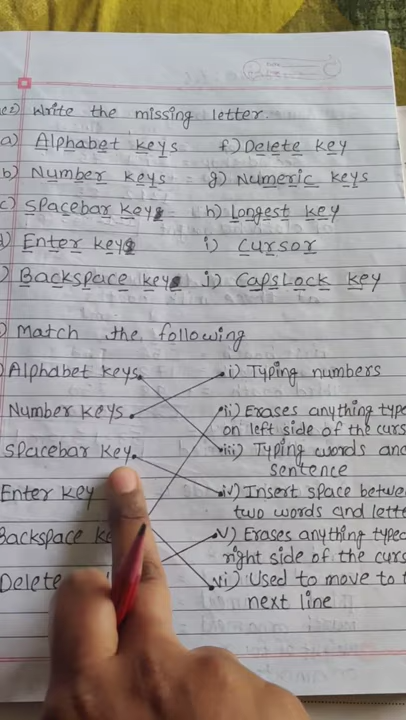 Write the missing letter.
a) Alphabet keys f) Delete key
b) Number keys = g) Numeric keys
c) Spacebar key h) Longest key
Enter key i) Cursor
Backspace key j) CapsLock key
Match the following
Alphabet keys i) Typing numbers
Number keys ii) Erases anything type
on left side of the curs
Spacebar key iii) Typing words and
sentence
Enter key iv) Insert space betwe
two words and lette
Backspace v) Erases anything typed
right side of the curs
Delete vi) Used to move to t
next line